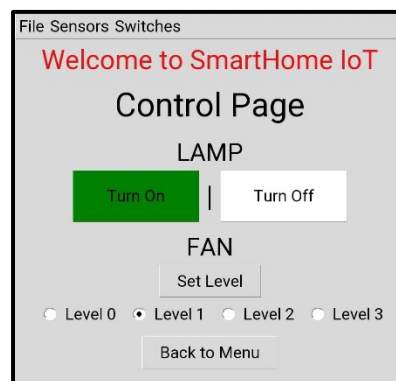 File Sensors Switches
Welcome to SmartHome IoT
Control Page
LAMP
Turn On | Turn Off
FAN
Set Level
Level 0 Level 1 Level 2 Level 3
Back to Menu